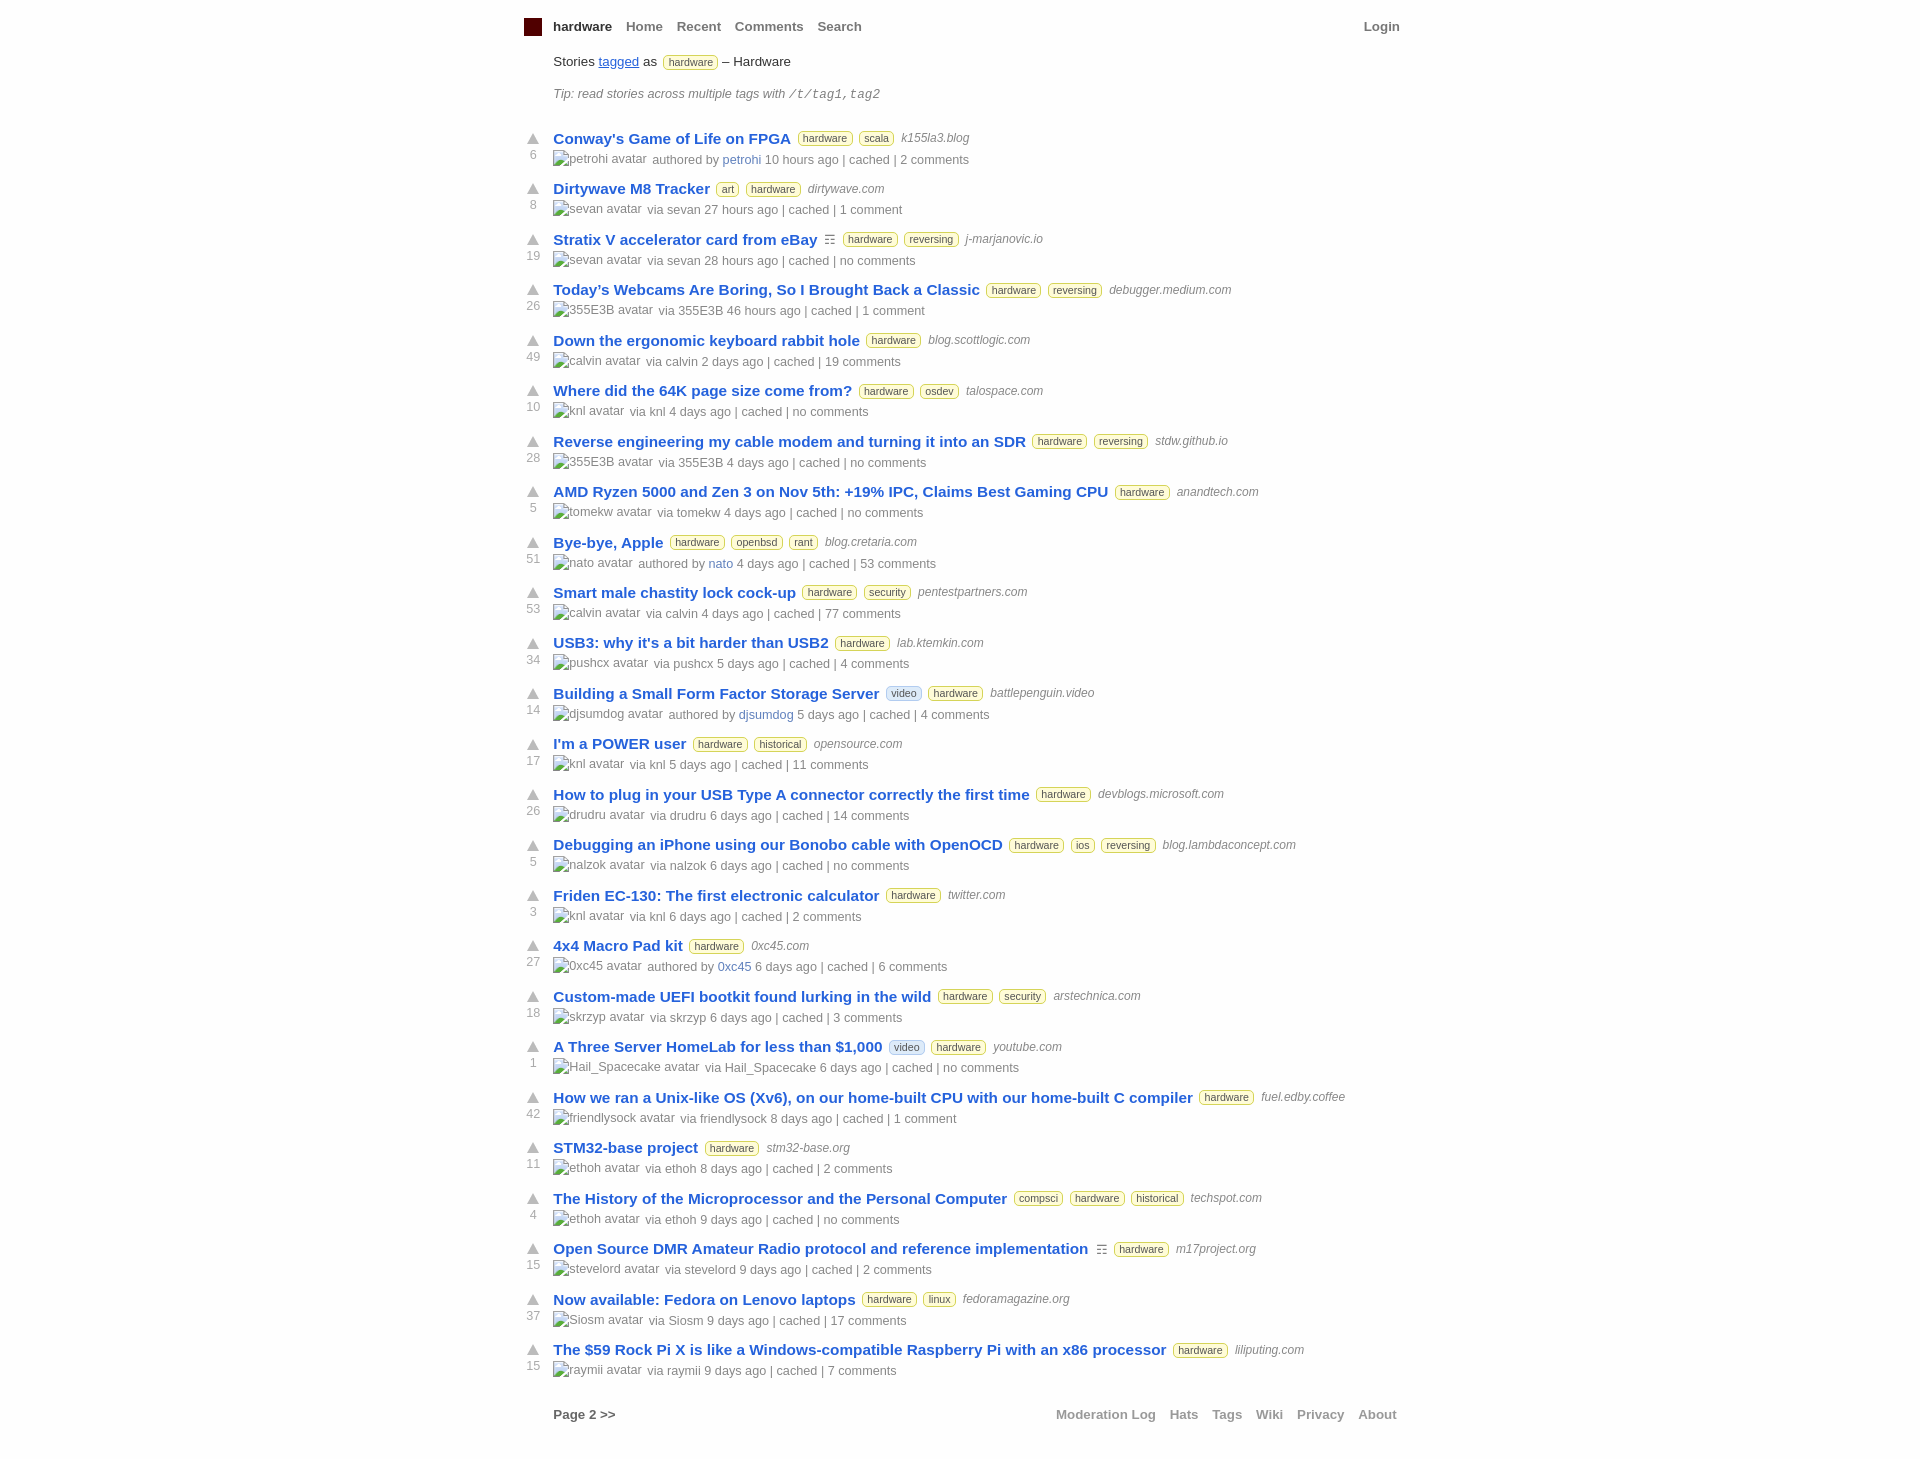 hardware Home Recent Comments Search Login
Stories tagged as hardware – Hardware
Tip: read stories across multiple tags with /t/tag1,tag2
Conway's Game of Life on FPGA hardware scala k155la3.blog
6 petrohi avatar authored by petrohi 10 hours ago | cached | 2 comments
Dirtywave M8 Tracker art hardware dirtywave.com
8 sevan avatar via sevan 27 hours ago | cached | 1 comment
Stratix V accelerator card from eBay ☶ hardware reversing j-marjanovic.io
19 sevan avatar via sevan 28 hours ago | cached | no comments
Today’s Webcams Are Boring, So I Brought Back a Classic hardware reversing debugger.medium.com
26 355E3B avatar via 355E3B 46 hours ago | cached | 1 comment
Down the ergonomic keyboard rabbit hole hardware blog.scottlogic.com
49 calvin avatar via calvin 2 days ago | cached | 19 comments
Where did the 64K page size come from? hardware osdev talospace.com
10 knl avatar via knl 4 days ago | cached | no comments
Reverse engineering my cable modem and turning it into an SDR hardware reversing stdw.github.io
28 355E3B avatar via 355E3B 4 days ago | cached | no comments
AMD Ryzen 5000 and Zen 3 on Nov 5th: +19% IPC, Claims Best Gaming CPU hardware anandtech.com
5 tomekw avatar via tomekw 4 days ago | cached | no comments
Bye-bye, Apple hardware openbsd rant blog.cretaria.com
51 nato avatar authored by nato 4 days ago | cached | 53 comments
Smart male chastity lock cock-up hardware security pentestpartners.com
53 calvin avatar via calvin 4 days ago | cached | 77 comments
USB3: why it's a bit harder than USB2 hardware lab.ktemkin.com
34 pushcx avatar via pushcx 5 days ago | cached | 4 comments
Building a Small Form Factor Storage Server video hardware battlepenguin.video
14 djsumdog avatar authored by djsumdog 5 days ago | cached | 4 comments
I'm a POWER user hardware historical opensource.com
17 knl avatar via knl 5 days ago | cached | 11 comments
How to plug in your USB Type A connector correctly the first time hardware devblogs.microsoft.com
26 drudru avatar via drudru 6 days ago | cached | 14 comments
Debugging an iPhone using our Bonobo cable with OpenOCD hardware ios reversing blog.lambdaconcept.com
5 nalzok avatar via nalzok 6 days ago | cached | no comments
Friden EC-130: The first electronic calculator hardware twitter.com
3 knl avatar via knl 6 days ago | cached | 2 comments
4x4 Macro Pad kit hardware 0xc45.com
27 0xc45 avatar authored by 0xc45 6 days ago | cached | 6 comments
Custom-made UEFI bootkit found lurking in the wild hardware security arstechnica.com
18 skrzyp avatar via skrzyp 6 days ago | cached | 3 comments
A Three Server HomeLab for less than $1,000 video hardware youtube.com
1 Hail_Spacecake avatar via Hail_Spacecake 6 days ago | cached | no comments
How we ran a Unix-like OS (Xv6), on our home-built CPU with our home-built C compiler hardware fuel.edby.coffee
42 friendlysock avatar via friendlysock 8 days ago | cached | 1 comment
STM32-base project hardware stm32-base.org
11 ethoh avatar via ethoh 8 days ago | cached | 2 comments
The History of the Microprocessor and the Personal Computer compsci hardware historical techspot.com
4 ethoh avatar via ethoh 9 days ago | cached | no comments
Open Source DMR Amateur Radio protocol and reference implementation ☶ hardware m17project.org
15 stevelord avatar via stevelord 9 days ago | cached | 2 comments
Now available: Fedora on Lenovo laptops hardware linux fedoramagazine.org
37 Siosm avatar via Siosm 9 days ago | cached | 17 comments
The $59 Rock Pi X is like a Windows-compatible Raspberry Pi with an x86 processor hardware liliputing.com
15 raymii avatar via raymii 9 days ago | cached | 7 comments
Page 2 >> Moderation Log Hats Tags Wiki Privacy About